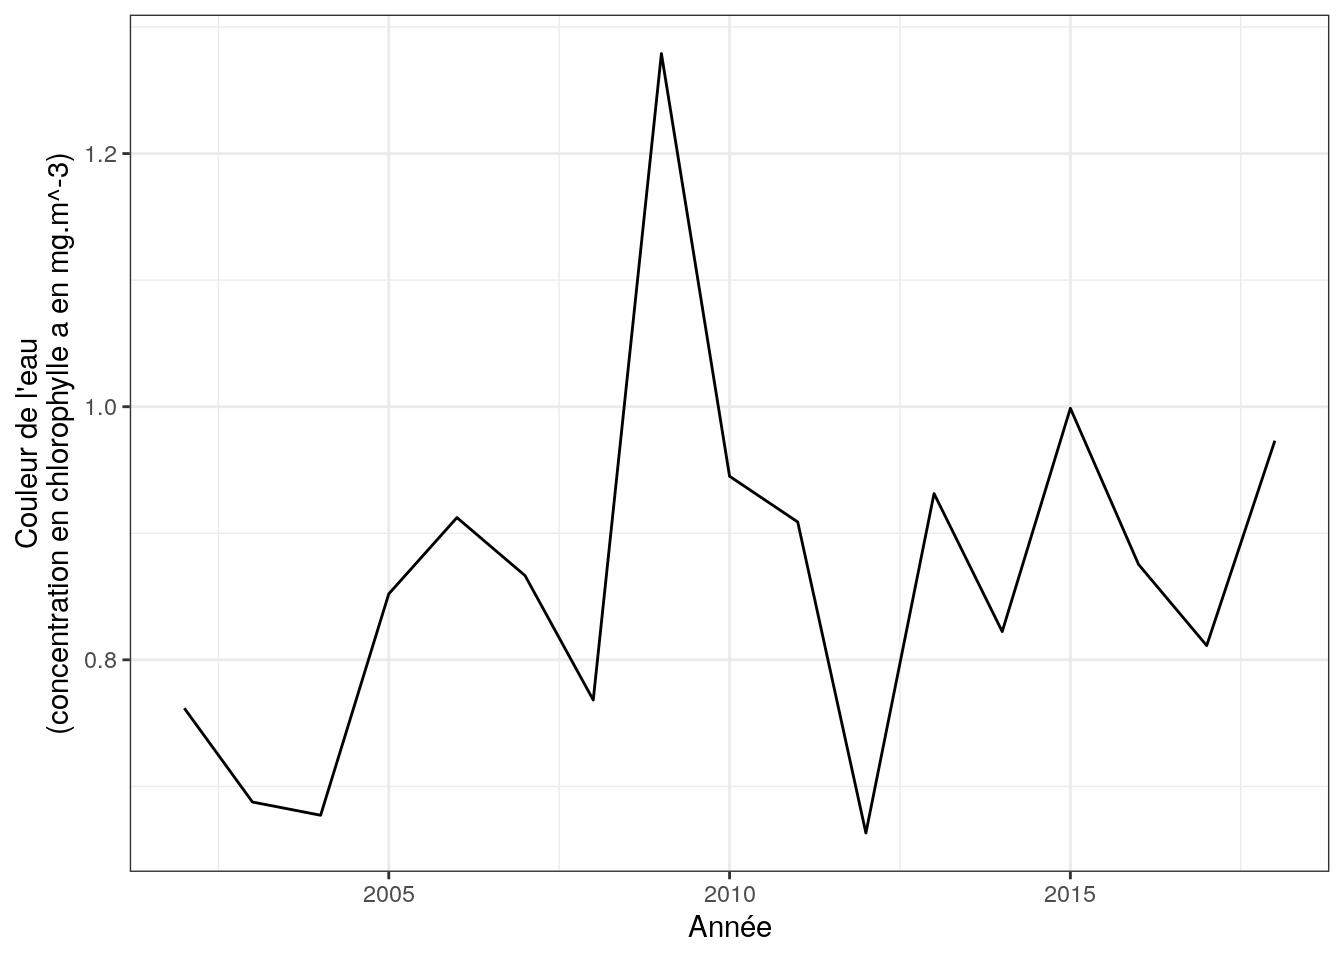 Couleur de l'eau
(concentration en chlorophylle a en mg.m^-3)
1.2
1.0
0.8
2005
2010
2015
Année